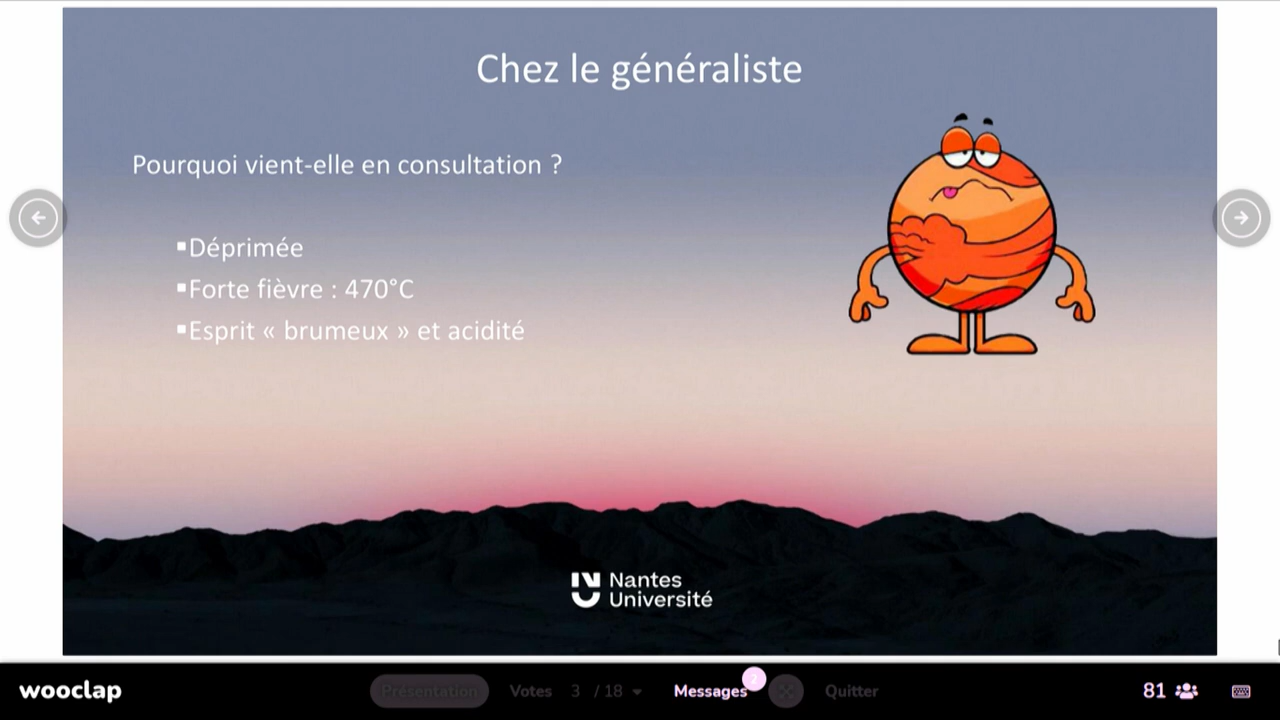 Chez le généraliste
Pourquoi vient-elle en consultation ?
▪Déprimée
▪Forte fièvre : 470°C
▪Esprit « brumeux » et acidité
Nantes
Université
wooclap
Présentation
Votes
3 / 18
Messages
Quitter
81